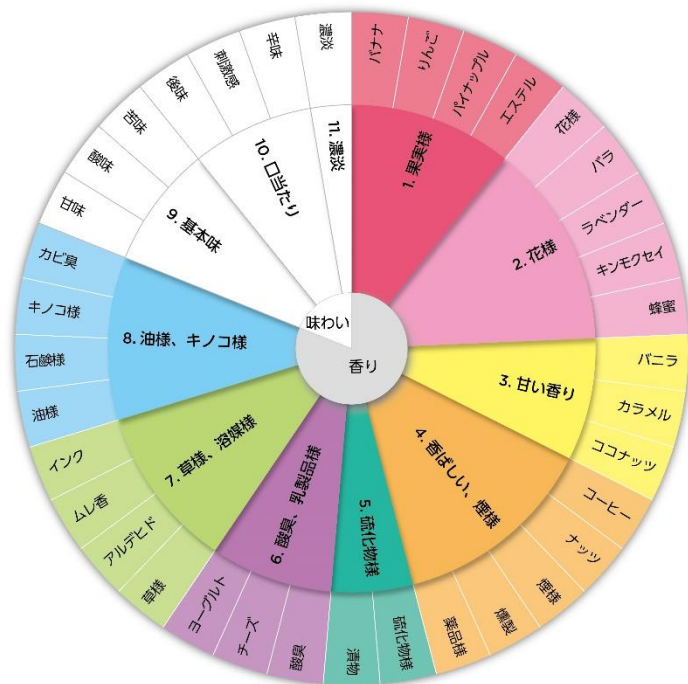 味わい
香り
1. 果実様
バナナ
りんご
パイナップル
エステル
2. 花様
花様
バラ
ラベンダー
キンモクセイ
蜂蜜
3. 甘い香り
バニラ
カラメル
ココナッツ
4. 香ばしい、煙様
コーヒー
ナッツ
煙様
燻製
薬品様
5. 硫化物様
硫化物様
漬物
6. 酸臭、乳製品様
酸臭
チーズ
ヨーグルト
7. 草様、溶媒様
草様
アルデヒド
ムレ香
インク
8. 油様、キノコ様
油様
石鹸様
キノコ様
カビ臭
9. 基本味
甘味
酸味
苦味
10. 口当たり
後味
刺激感
辛味
11. 濃淡
濃淡